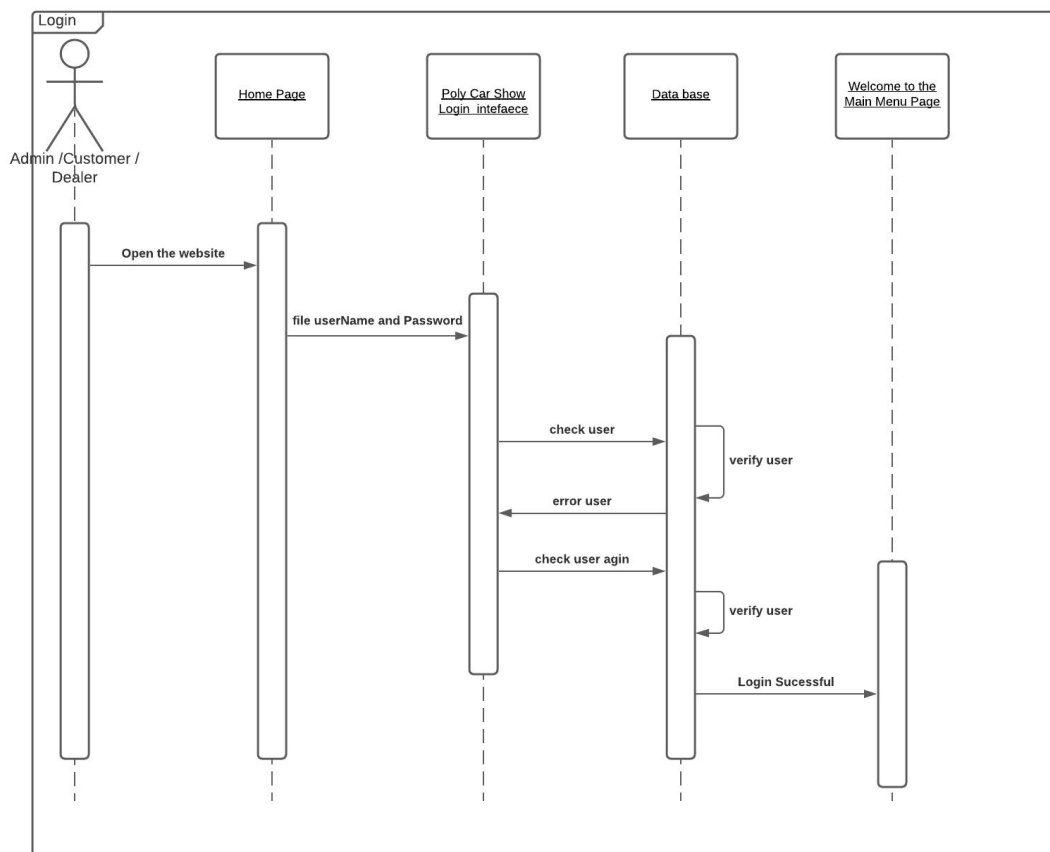 Login
Admin /Customer /
Dealer
Home Page
Poly Car Show
Login  intefaece
Data base
Welcome to the
Main Menu Page
Open the website
file userName and Password
check user
verify user
error user
check user agin
verify user
Login Sucessful